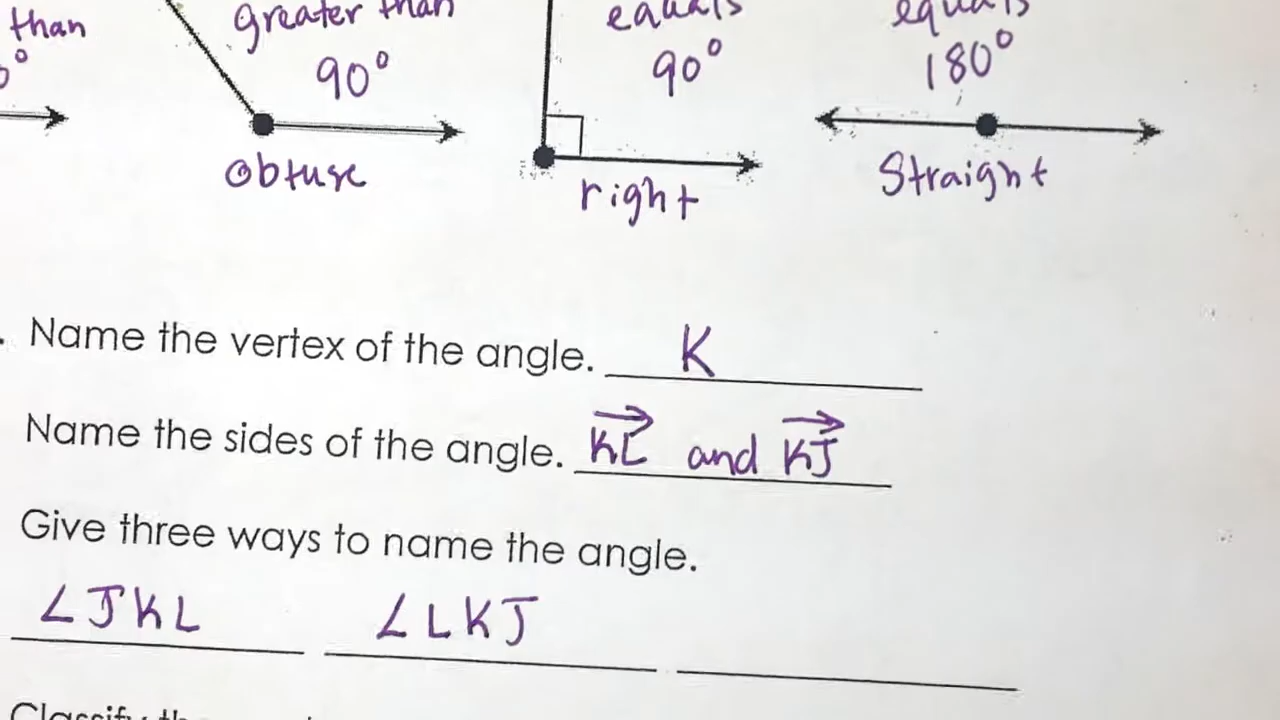 than greater than equals equals
90° 90° 180°
Obtuse right Straight
Name the vertex of the angle. K
Name the sides of the angle. KL and KJ
Give three ways to name the angle.
∠JKL ∠LKJ
Classify